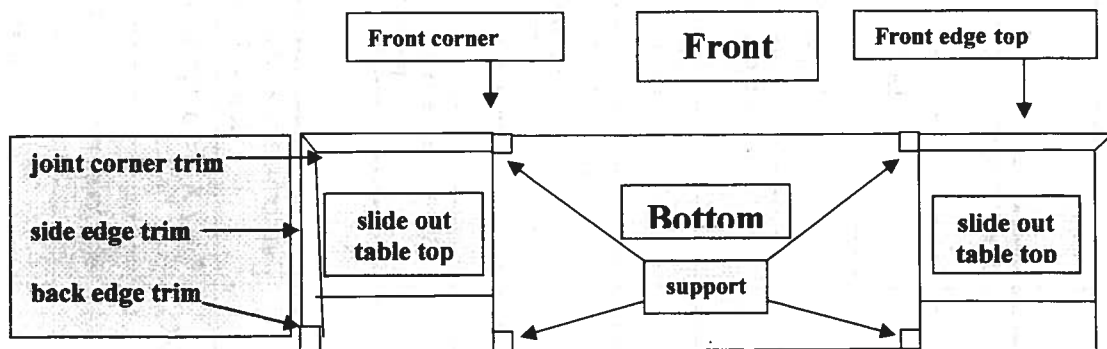 Front corner
Front
Front edge top
joint corner trim
side edge trim
back edge trim
slide out
table top
Bottom
support
slide out
table top